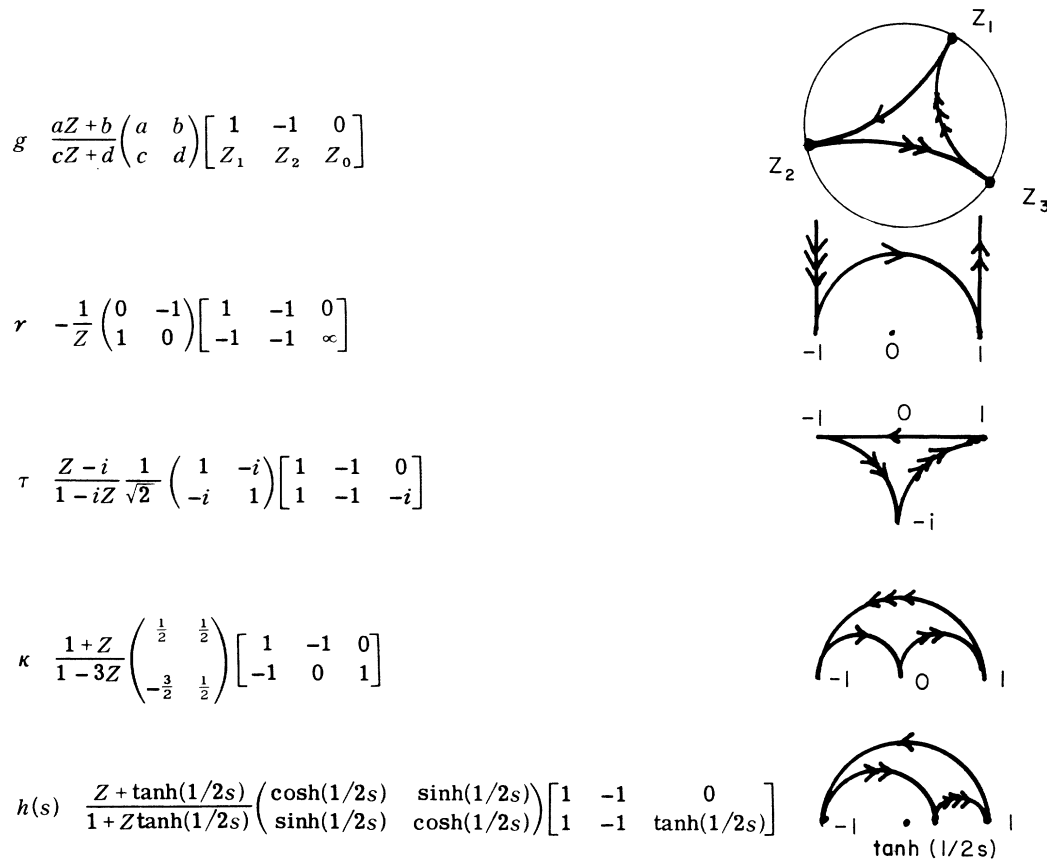 Z₁
g (aZ + b)/(cZ + d) (a b; c d) [1 -1 0; Z₁ Z₂ Z₀]
Z₂
Z₃
r -1/Z (0 -1; 1 0) [1 -1 0; -1 -1 ∞]
-1 0 1
-1 0 1
τ (Z - i)/(1 - iZ) 1/√2 (1 -i; -i 1) [1 -1 0; 1 -1 -i]
-i
κ (1 + Z)/(1 - 3Z) (½ ½; -3/2 ½) [1 -1 0; -1 0 1]
-1 0 1
h(s) (Z + tanh(1/2s))/(1 + Z tanh(1/2s)) (cosh(1/2s) sinh(1/2s); sinh(1/2s) cosh(1/2s)) [1 -1 0; 1 -1 tanh(1/2s)]
-1 1
tanh (1/2s)